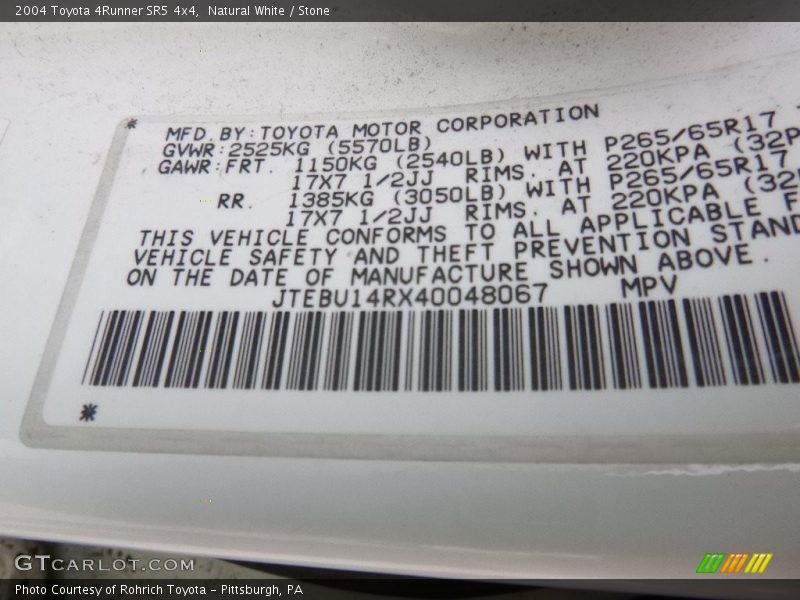 2004 Toyota 4Runner SR5 4x4, Natural White / Stone
* MFD. BY: TOYOTA MOTOR CORPORATION
GVWR: 2525KG (5570LB)
GAWR: FRT. 1150KG (2540LB) WITH P265/65R17
17X7 1/2JJ RIMS. AT 220KPA (32P
RR. 1385KG (3050LB) WITH P265/65R17
17X7 1/2JJ RIMS. AT 220KPA (32
THIS VEHICLE CONFORMS TO ALL APPLICABLE F
VEHICLE SAFETY AND THEFT PREVENTION STAND
ON THE DATE OF MANUFACTURE SHOWN ABOVE.
JTEBU14RX40048067 MPV
*
GTCARLOT.COM
Photo Courtesy of Rohrich Toyota - Pittsburgh, PA